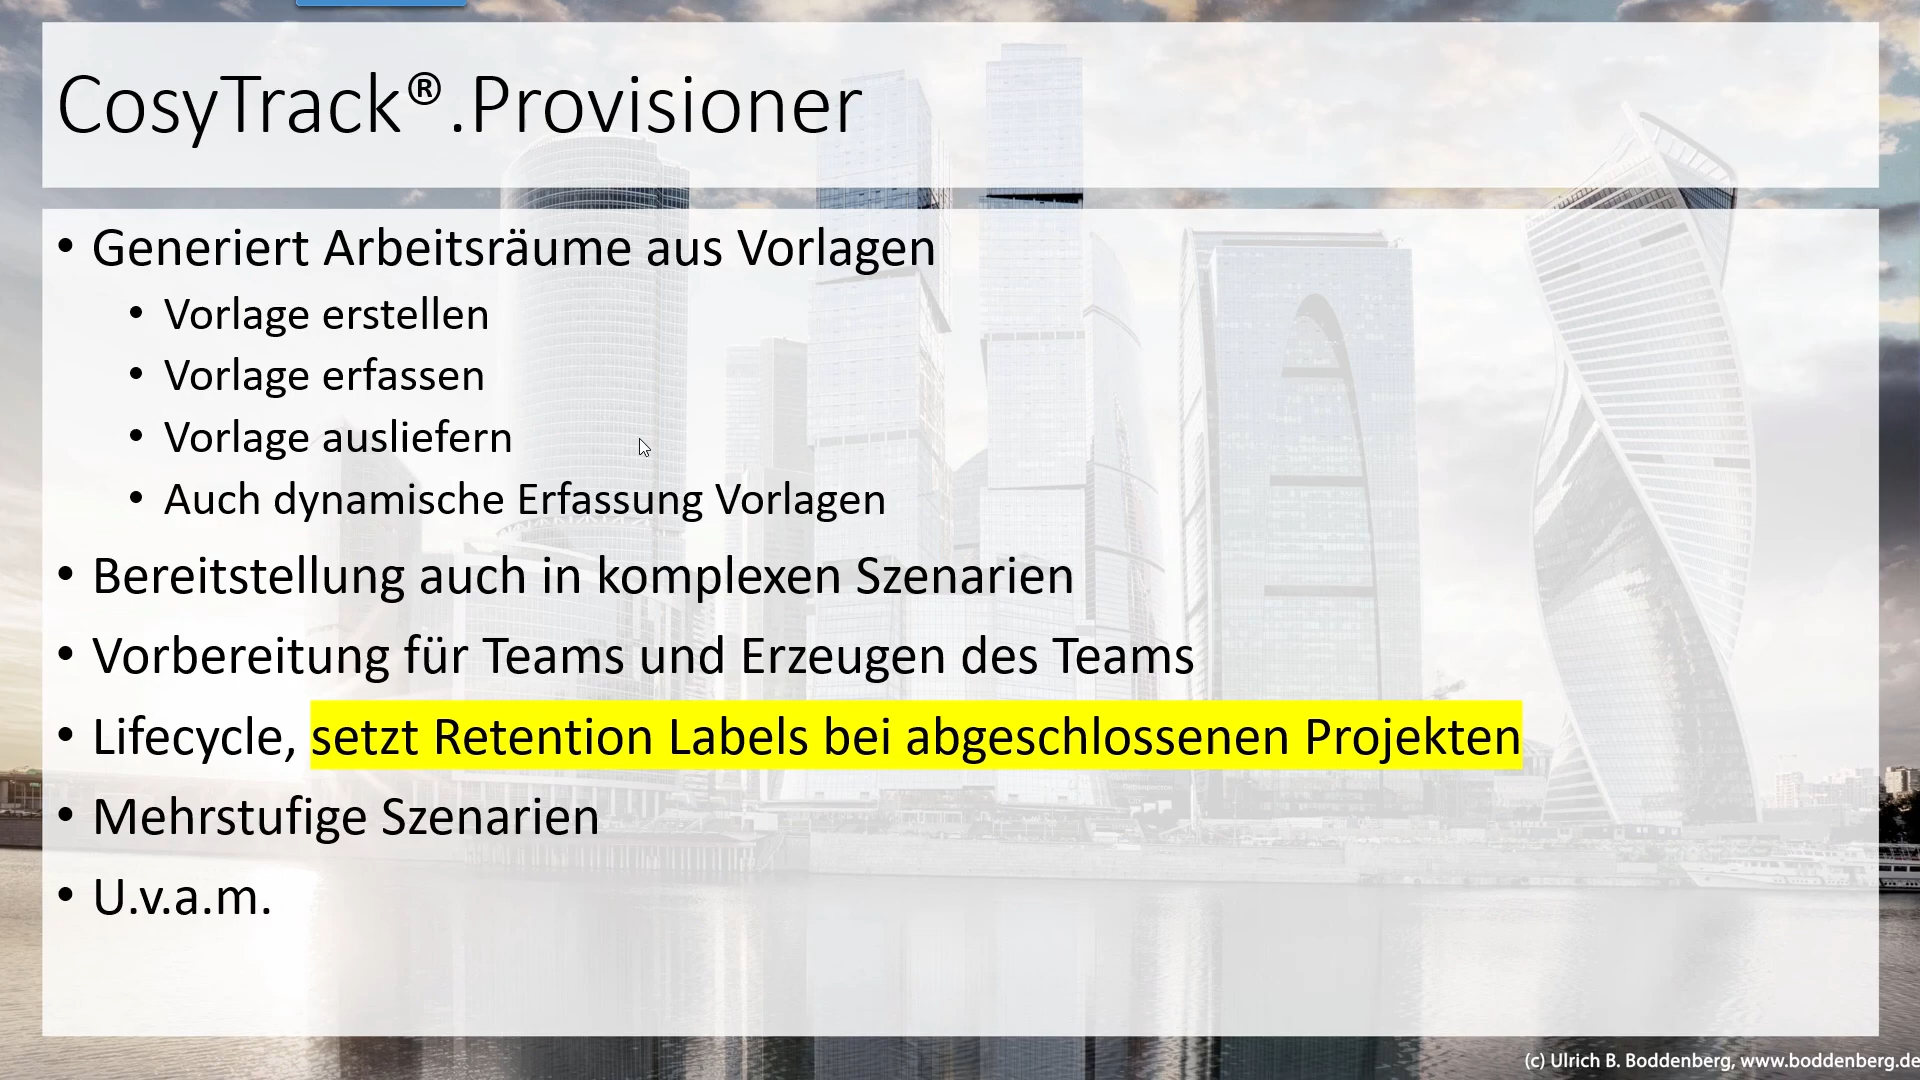 CosyTrack®.Provisioner
• Generiert Arbeitsräume aus Vorlagen
• Vorlage erstellen
• Vorlage erfassen
• Vorlage ausliefern
• Auch dynamische Erfassung Vorlagen
• Bereitstellung auch in komplexen Szenarien
• Vorbereitung für Teams und Erzeugen des Teams
• Lifecycle, setzt Retention Labels bei abgeschlossenen Projekten
• Mehrstufige Szenarien
• U.v.a.m.
(c) Ulrich B. Boddenberg, www.boddenberg.de